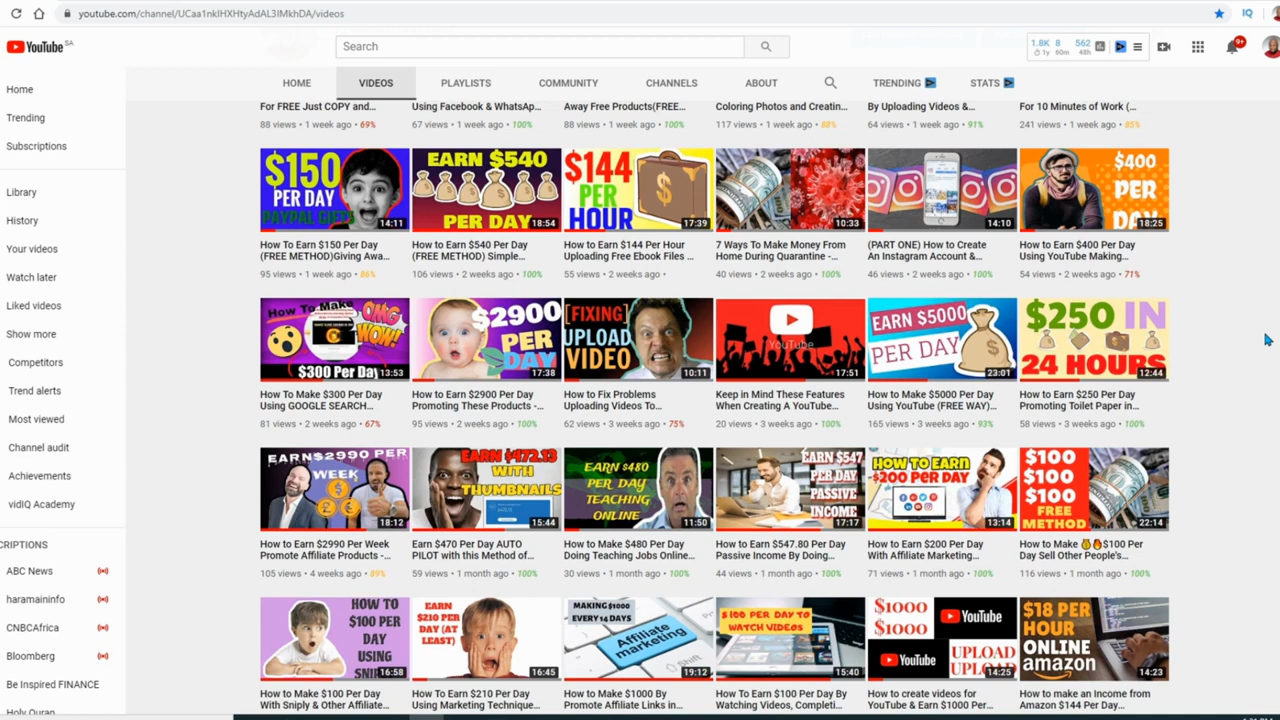 youtube.com/channel/UCaa1nkIHXHtyAdAL3IMkhDA/videos
YouTube SA
Search
1.8K 8 562
1y 60m 48h
9+
HOME VIDEOS PLAYLISTS COMMUNITY CHANNELS ABOUT TRENDING STATS
Home
Trending
Subscriptions
Library
History
Your videos
Watch later
Liked videos
Show more
Competitors
Trend alerts
Most viewed
Channel audit
Achievements
vidIQ Academy
CRIPTIONS
ABC News
haramaininfo
CNBCAfrica
Bloomberg
Be Inspired FINANCE
Holy Quran
For FREE Just COPY and...
88 views • 1 week ago • 69%
Using Facebook & WhatsAp...
67 views • 1 week ago • 100%
Away Free Products(FREE...
88 views • 1 week ago • 100%
Coloring Photos and Creatin...
117 views • 1 week ago • 88%
By Uploading Videos &...
64 views • 1 week ago • 91%
For 10 Minutes of Work (...
241 views • 1 week ago • 85%
$150
PER DAY
PAYPAL GIFTS
14:11
How To Earn $150 Per Day
(FREE METHOD)Giving Awa...
95 views • 1 week ago • 86%
EARN $540
PER DAY
18:54
How to Earn $540 Per Day
(FREE METHOD) Simple...
106 views • 2 weeks ago • 100%
$144
PER
HOUR
17:39
How to Earn $144 Per Hour
Uploading Free Ebook Files ...
55 views • 2 weeks ago •
10:33
7 Ways To Make Money From
Home During Quarantine -...
40 views • 2 weeks ago • 100%
14:10
(PART ONE) How to Create
An Instagram Account &...
46 views • 2 weeks ago • 100%
$400
PER
DAY
18:25
How to Earn $400 Per Day
Using YouTube Making...
54 views • 2 weeks ago • 71%
How To Make
OMG
WOW!
$300 Per Day
13:53
How To Make $300 Per Day
Using GOOGLE SEARCH...
81 views • 2 weeks ago • 67%
$2900
PER
DAY
17:38
How to Earn $2900 Per Day
Promoting These Products -...
95 views • 2 weeks ago • 100%
[FIXING]
UPLOAD
VIDEO
10:11
How to Fix Problems
Uploading Videos To...
62 views • 3 weeks ago • 75%
YouTube
17:51
Keep in Mind These Features
When Creating A YouTube...
20 views • 3 weeks ago • 100%
EARN $5000
PER DAY
23:01
How to Make $5000 Per Day
Using YouTube (FREE WAY)...
165 views • 3 weeks ago • 93%
$250 IN
24 HOURS
12:44
How to Earn $250 Per Day
Promoting Toilet Paper in...
58 views • 3 weeks ago • 100%
EARN$2990 PER
WEEK
18:12
How to Earn $2990 Per Week
Promote Affiliate Products -...
105 views • 4 weeks ago • 89%
EARN $472.13
WITH
THUMBNAILS
15:44
Earn $470 Per Day AUTO
PILOT with this Method of...
59 views • 1 month ago • 100%
EARN $480
PER DAY
TEACHING
ONLINE
11:50
How to Make $480 Per Day
Doing Teaching Jobs Online...
30 views • 1 month ago • 100%
EARN $547
PER DAY
PASSIVE
INCOME
17:17
How to Earn $547.80 Per Day
Passive Income By Doing...
44 views • 1 month ago • 100%
HOW TO EARN
$200 PER DAY
13:14
How to Earn $200 Per Day
With Affiliate Marketing...
71 views • 1 month ago • 100%
$100
$100
$100
FREE
METHOD
22:14
How to Make 💰🔥$100 Per
Day Sell Other People's...
116 views • 1 month ago • 100%
HOW TO
$100 PER
DAY
USING
SNIPLY
16:58
How to Make $100 Per Day
With Sniply & Other Affiliate...
EARN
$210 PER
DAY (AT
LEAST)
16:45
How To Earn $210 Per Day
Using Marketing Technique...
MAKING $1000
EVERY 14 DAYS
Affiliate
marketing
Shift
19:12
How to Make $1000 By
Promote Affiliate Links in...
$100 PER DAY TO
WATCH VIDEOS
15:40
How To Earn $100 Per Day By
Watching Videos, Completi...
$1000
$1000
YouTube
YouTube
UPLOAD
UPLOAD
14:25
How to create videos for
YouTube & Earn $1000 Per...
$18 PER
HOUR
ONLINE
amazon
14:23
How to make an Income from
Amazon $144 Per Day...